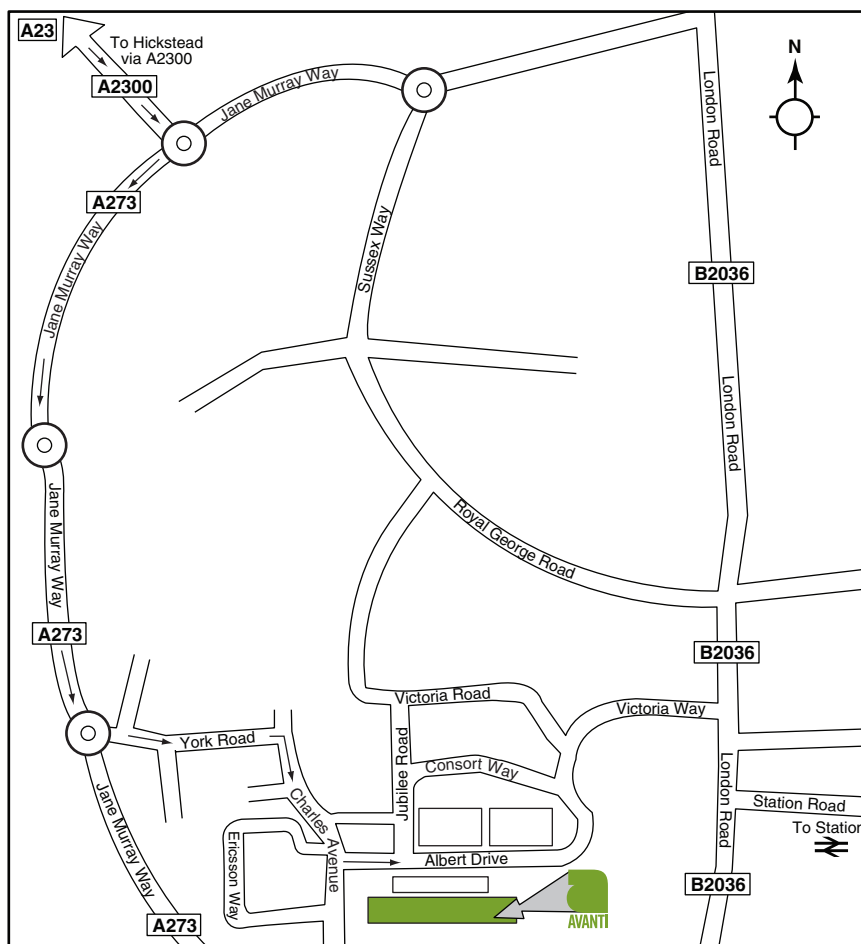 A23
To Hickstead
via A2300
A2300
Jane Murray Way
N
London Road
A273
Jane Murray Way
Sussex Way
B2036
London Road
Jane Murray Way
Royal George Road
A273
B2036
Victoria Road
Victoria Way
York Road
Jubilee Road
Consort Way
London Road
Jane Murray Way
Charles Avenue
Station Road
To Station
Ericsson Way
Albert Drive
B2036
A273
AVANTI